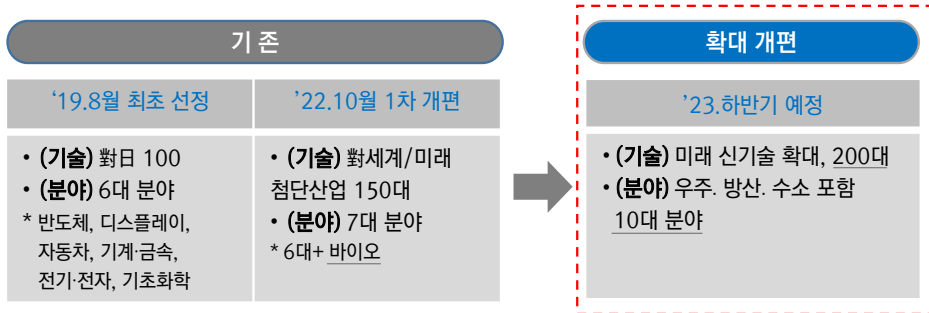 기 존
‘19.8월 최초 선정
• (기술) 對日 100
• (분야) 6대 분야
* 반도체, 디스플레이,
자동차, 기계·금속,
전기·전자, 기초화학
’22.10월 1차 개편
• (기술) 對세계/미래
첨단산업 150대
• (분야) 7대 분야
* 6대+ 바이오
확대 개편
’23.하반기 예정
• (기술) 미래 신기술 확대, 200대
• (분야) 우주. 방산. 수소 포함
10대 분야